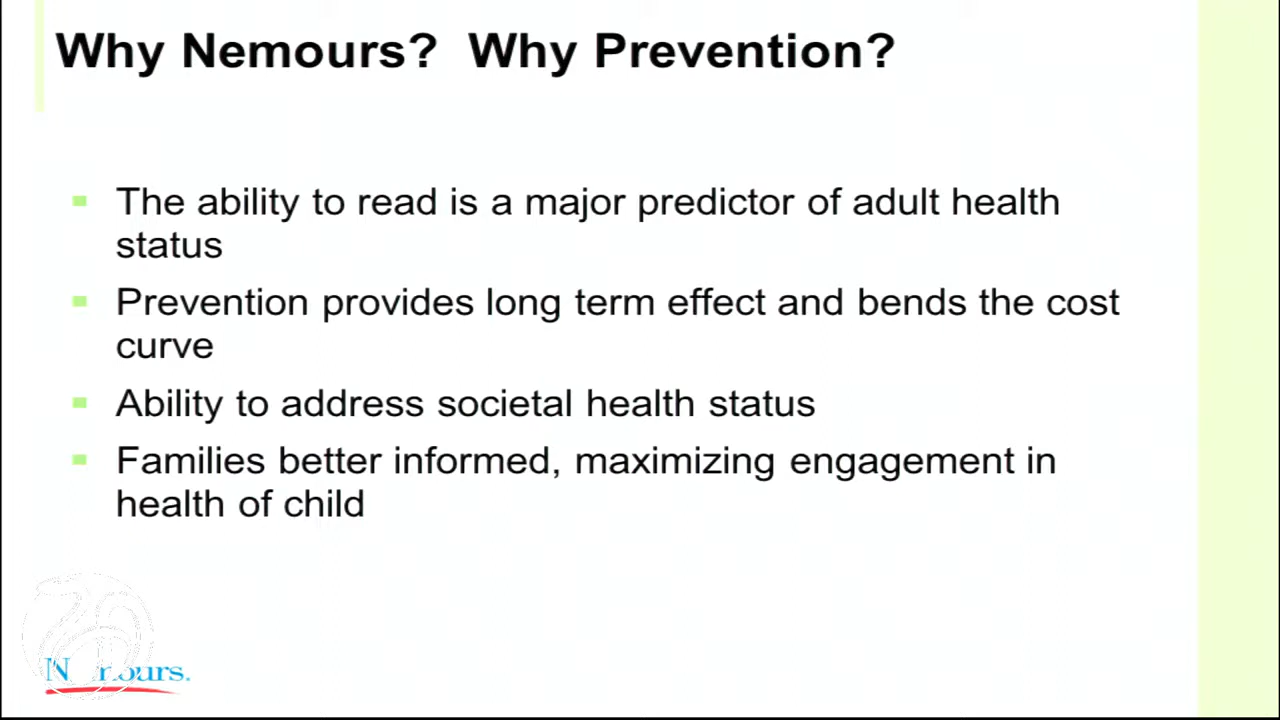 Why Nemours? Why Prevention?
The ability to read is a major predictor of adult health
status
Prevention provides long term effect and bends the cost
curve
Ability to address societal health status
Families better informed, maximizing engagement in
health of child